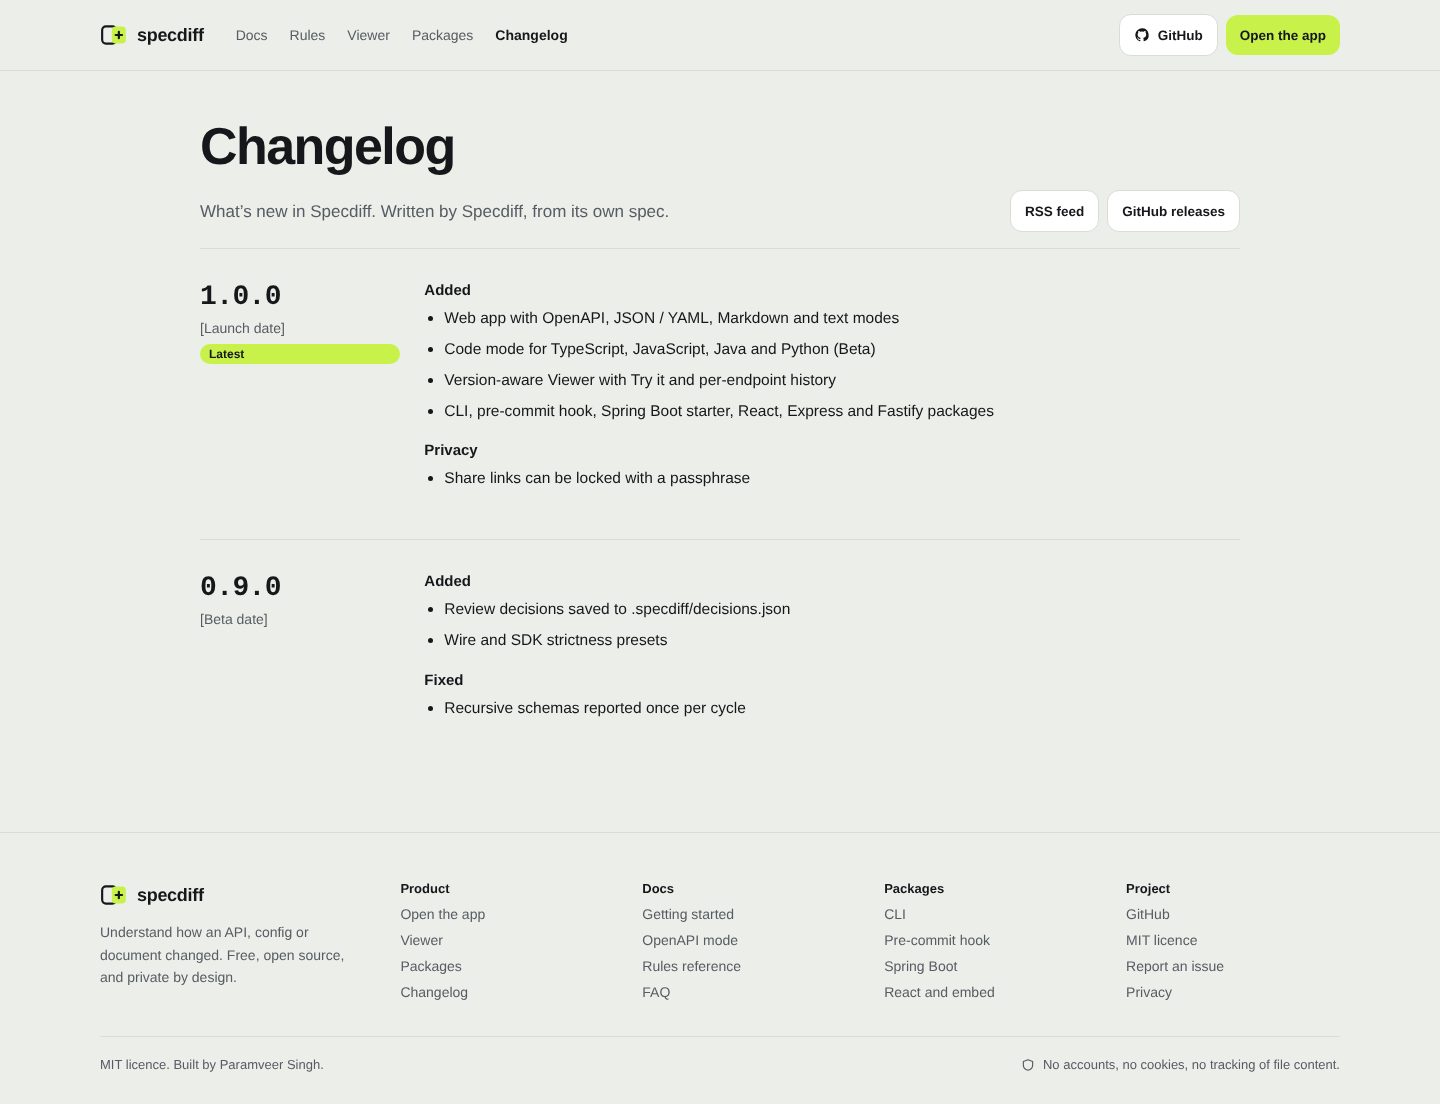 specdiff Docs Rules Viewer Packages Changelog GitHub Open the app
Changelog
What's new in Specdiff. Written by Specdiff, from its own spec. RSS feed GitHub releases
1.0.0
[Launch date]
Latest
Added
• Web app with OpenAPI, JSON / YAML, Markdown and text modes
• Code mode for TypeScript, JavaScript, Java and Python (Beta)
• Version-aware Viewer with Try it and per-endpoint history
• CLI, pre-commit hook, Spring Boot starter, React, Express and Fastify packages
Privacy
• Share links can be locked with a passphrase
0.9.0
[Beta date]
Added
• Review decisions saved to .specdiff/decisions.json
• Wire and SDK strictness presets
Fixed
• Recursive schemas reported once per cycle
specdiff
Understand how an API, config or
document changed. Free, open source,
and private by design.
Product
Open the app
Viewer
Packages
Changelog
Docs
Getting started
OpenAPI mode
Rules reference
FAQ
Packages
CLI
Pre-commit hook
Spring Boot
React and embed
Project
GitHub
MIT licence
Report an issue
Privacy
MIT licence. Built by Paramveer Singh.
No accounts, no cookies, no tracking of file content.